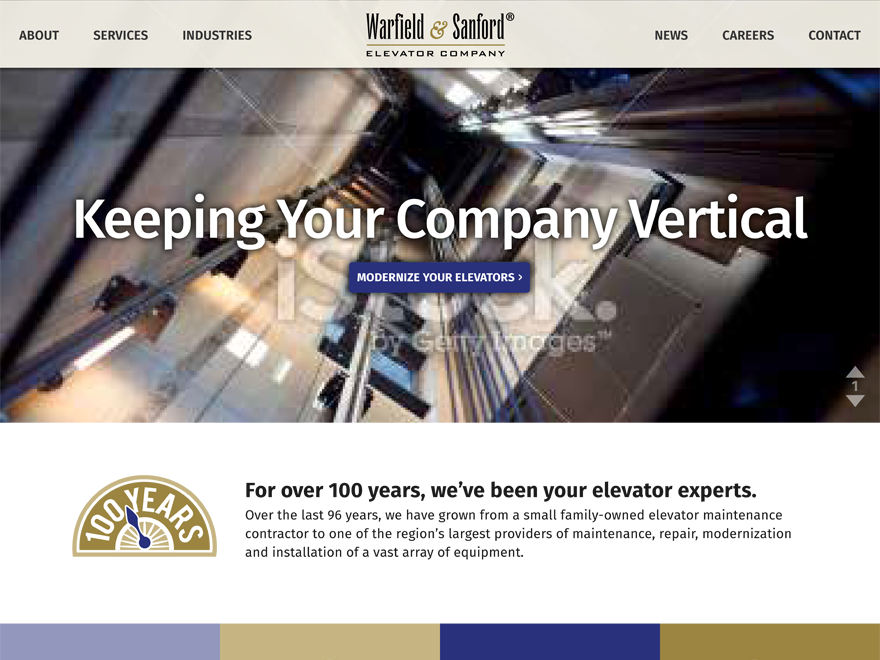 ABOUT
SERVICES
INDUSTRIES
Warfield & Sanford®
ELEVATOR COMPANY
NEWS
CAREERS
CONTACT
Keeping Your Company Vertical
MODERNIZE YOUR ELEVATORS ›
iStock.
by Getty Images™
1
100 YEARS
For over 100 years, we’ve been your elevator experts.
Over the last 96 years, we have grown from a small family-owned elevator maintenance
contractor to one of the region’s largest providers of maintenance, repair, modernization
and installation of a vast array of equipment.